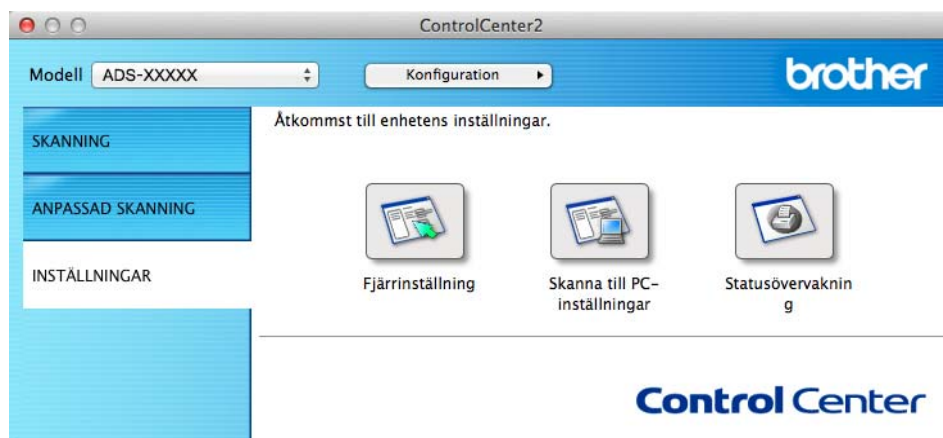 ControlCenter2
Modell ADS-XXXXX Konfiguration brother
SKANNING
Åtkommst till enhetens inställningar.
ANPASSAD SKANNING
INSTÄLLNINGAR
Fjärrinställning
Skanna till PC-
inställningar
Statusövervaknin
g
Control Center